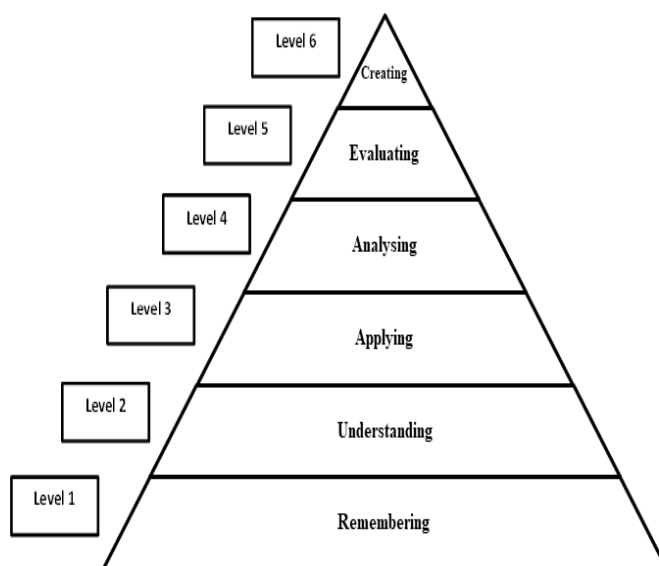 Level 6
Creating
Level 5
Evaluating
Level 4
Analysing
Level 3
Applying
Level 2
Understanding
Level 1
Remembering